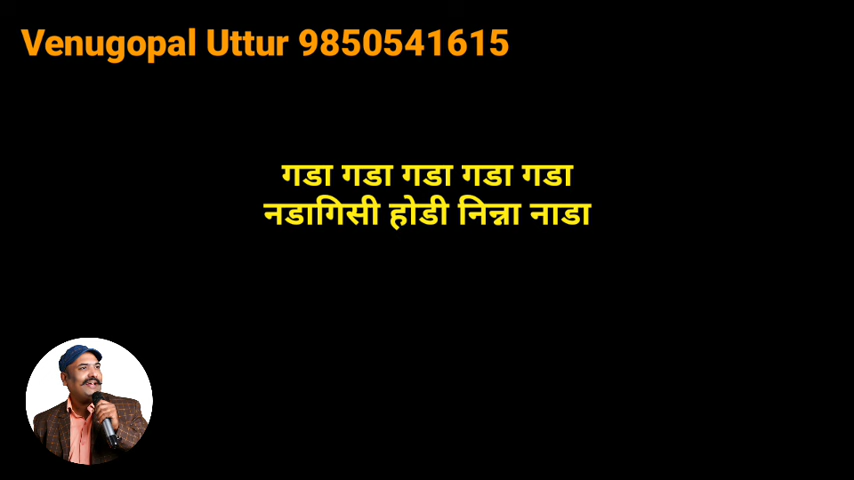 Venugopal Uttur 9850541615
गडा गडा गडा गडा गडा
नडागिसी होडी निन्ना नाडा